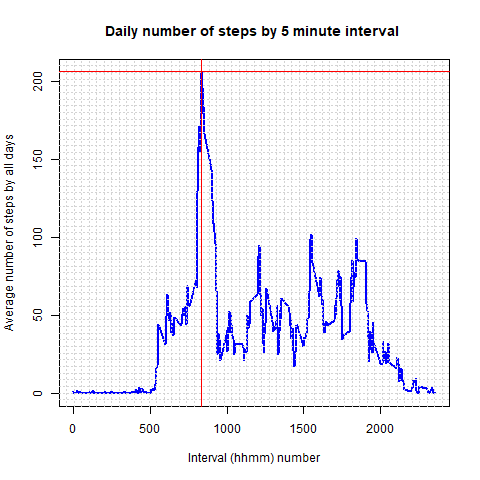 Daily number of steps by 5 minute interval
Average number of steps by all days
200
150
100
50
0
0 500 1000 1500 2000
Interval (hhmm) number